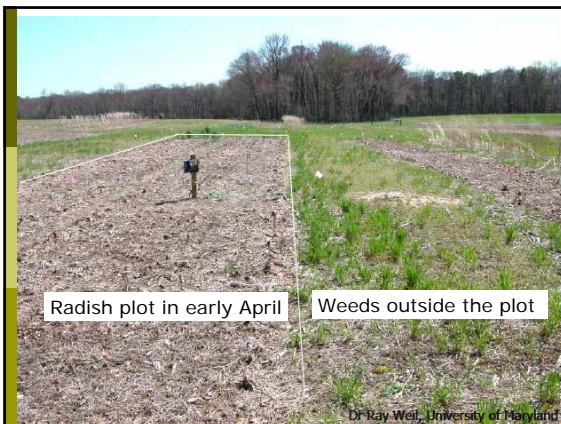 Radish plot in early April
Weeds outside the plot
Dr Ray Weil, University of Maryland